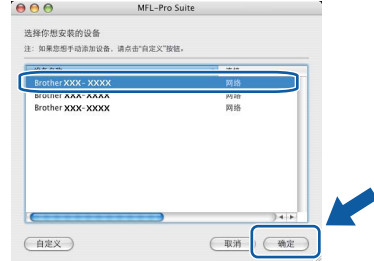 MFL-Pro Suite
选择你想安装的设备
注: 如果您想手动添加设备, 请点击"自定义"按钮。
Brother XXX-XXXX 网络
Brother XXX-XXXX 网络
Brother XXX-XXXX 网络
自定义 取消 确定